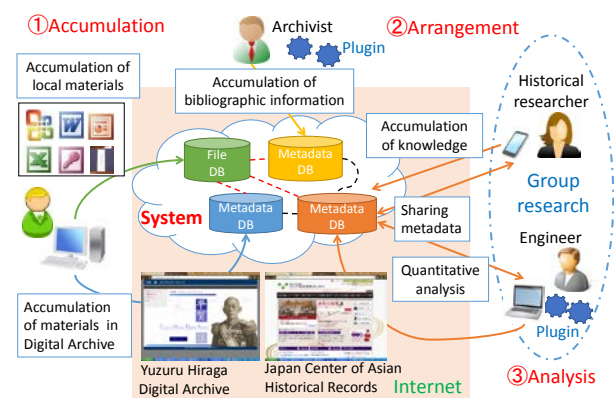 ①Accumulation
Archivist
Plugin
②Arrangement
Accumulation of
local materials
Accumulation of
bibliographic information
Historical
researcher
Accumulation
of knowledge
File
DB
Metadata
DB
Group
research
System
Metadata
DB
Metadata
DB
Sharing
metadata
Engineer
Quantitative
analysis
Accumulation
of materials in
Digital Archive
Plugin
Yuzuru Hiraga
Digital Archive
Japan Center of Asian
Historical Records
Internet
③Analysis